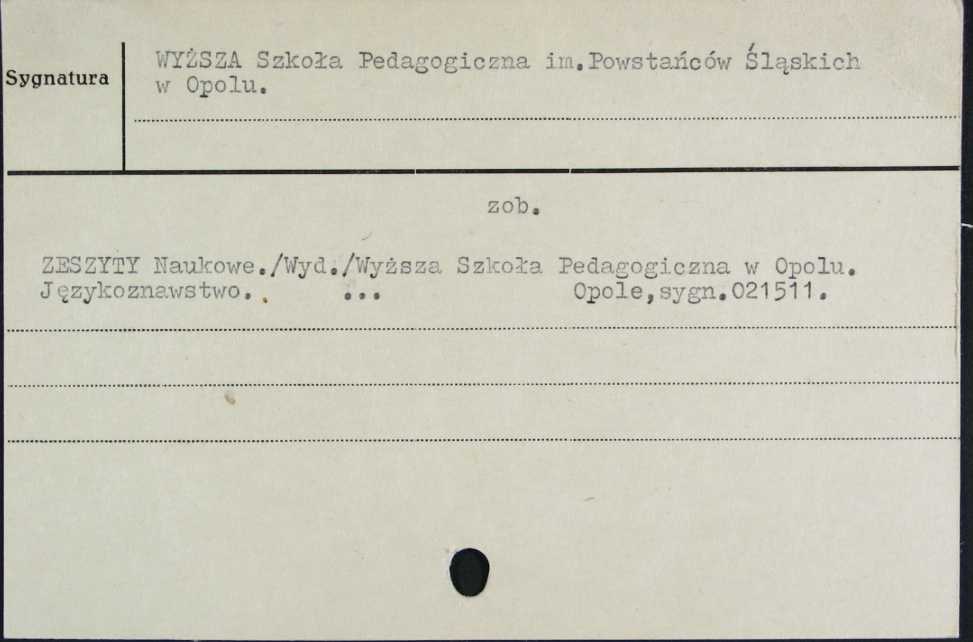 Sygnatura
WYŻSZA Szkoła Pedagogiczna im.Powstańców Śląskich
w Opolu.
zob.
ZESZYTY Naukowe./Wyd./Wyższa Szkoła Pedagogiczna w Opolu.
Językoznawstwo. ... Opole,sygn.021511.